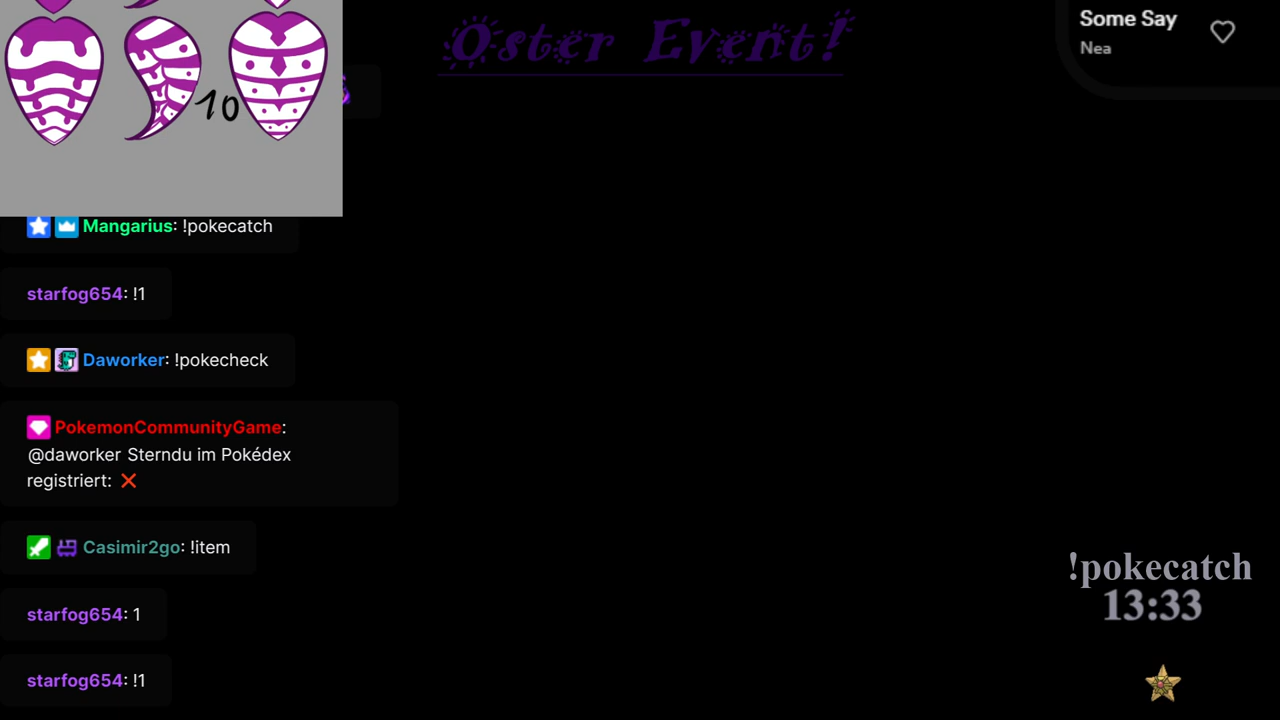 Oster Event!
Some Say
Nea
10
Mangarius: !pokecatch
starfog654: !1
Daworker: !pokecheck
PokemonCommunityGame:
@daworker Sterndu im Pokédex
registriert: ❌
Casimir2go: !item
starfog654: 1
starfog654: !1
!pokecatch
13:33